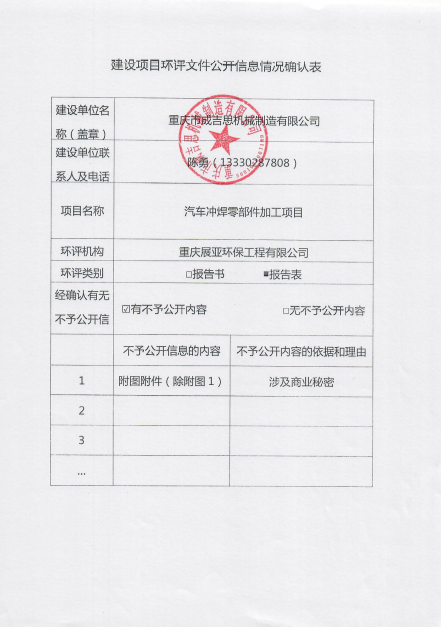 建设项目环评文件公开信息情况确认表
建设单位名
称（盖章）
重庆市成吉思机械制造有限公司
建设单位联
系人及电话
陈勇（13330287808）
项目名称
汽车冲焊零部件加工项目
环评机构
重庆展亚环保工程有限公司
环评类别
□报告书
■报告表
经确认有无
不予公开信
☑有不予公开内容
□无不予公开内容
不予公开信息的内容
不予公开内容的依据和理由
1
附图附件（除附图1）
涉及商业秘密
2
3
...